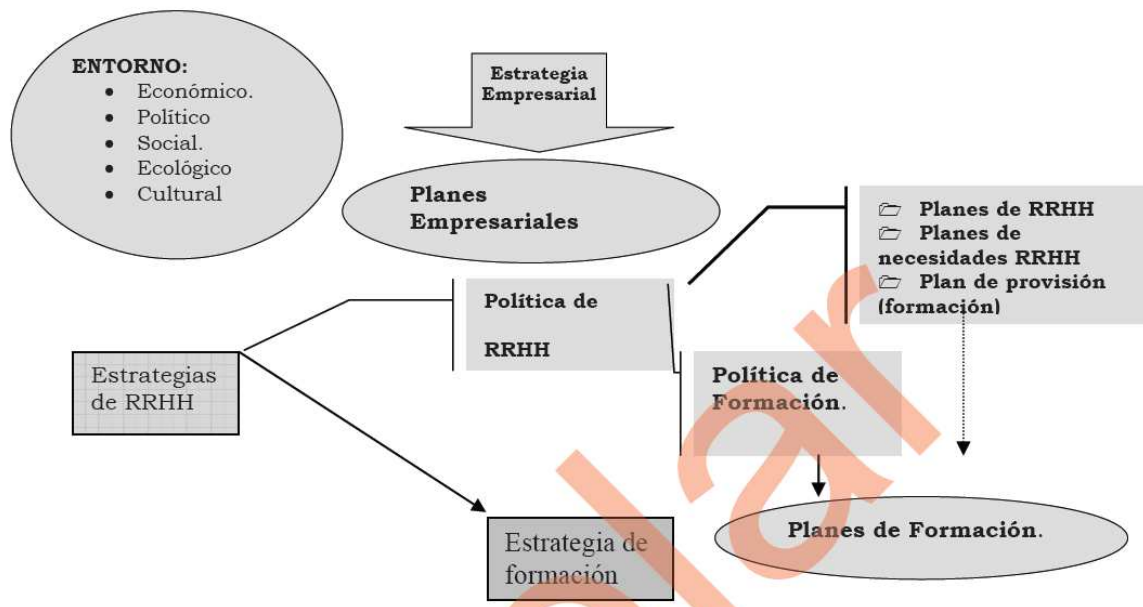 ENTORNO:
• Económico.
• Político
• Social.
• Ecológico
• Cultural
Estrategia
Empresarial
Planes
Empresariales
Planes de RRHH
Planes de
necesidades RRHH
Plan de provisión
(formación)
Política de
RRHH
Estrategias
de RRHH
Política de
Formación.
Estrategia de
formación
Planes de Formación.
lar